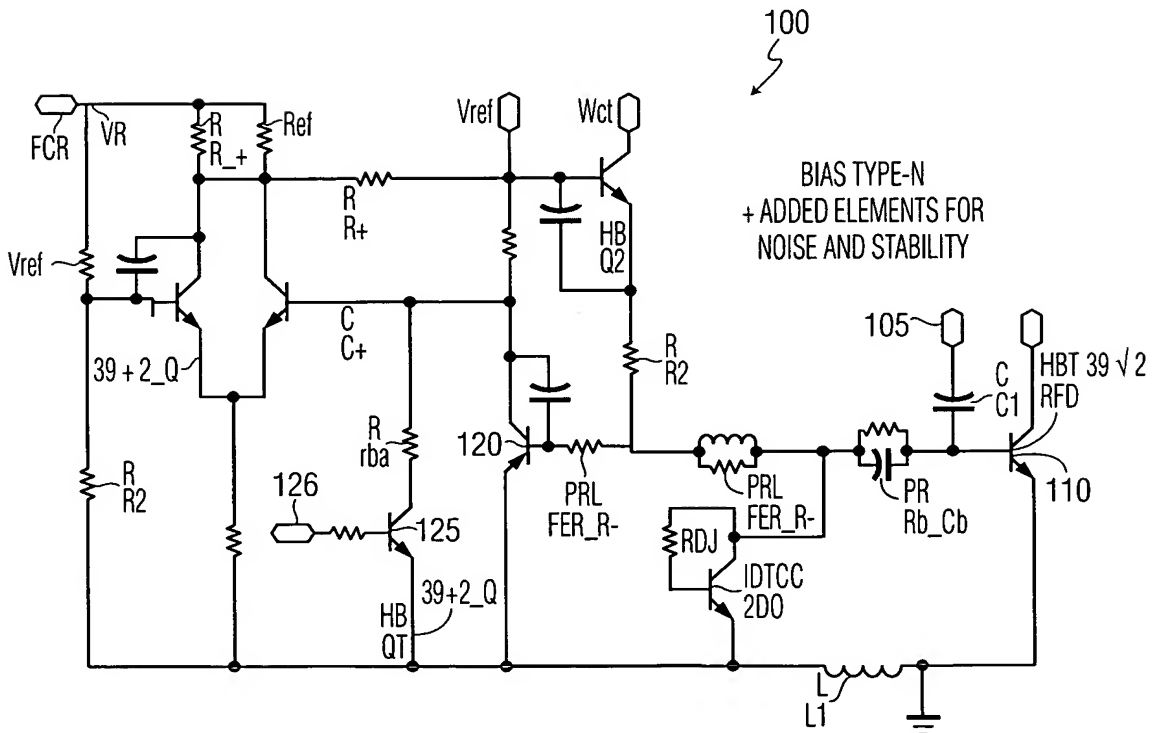 100
FCR
VR
R
R_+
Ref
Vref
Wct
R
R+
BIAS TYPE-N
+ ADDED ELEMENTS FOR
NOISE AND STABILITY
HB
Q2
Vref
39+2_Q
C
C+
R
R2
105
C
C1
HBT 39√2
RFD
R
rba
120
R
R2
126
125
PRL
FER_R-
PRL
FER_R-
PR
Rb_Cb
110
RDJ
IDTCC
2DO
39+2_Q
HB
QT
L
L1